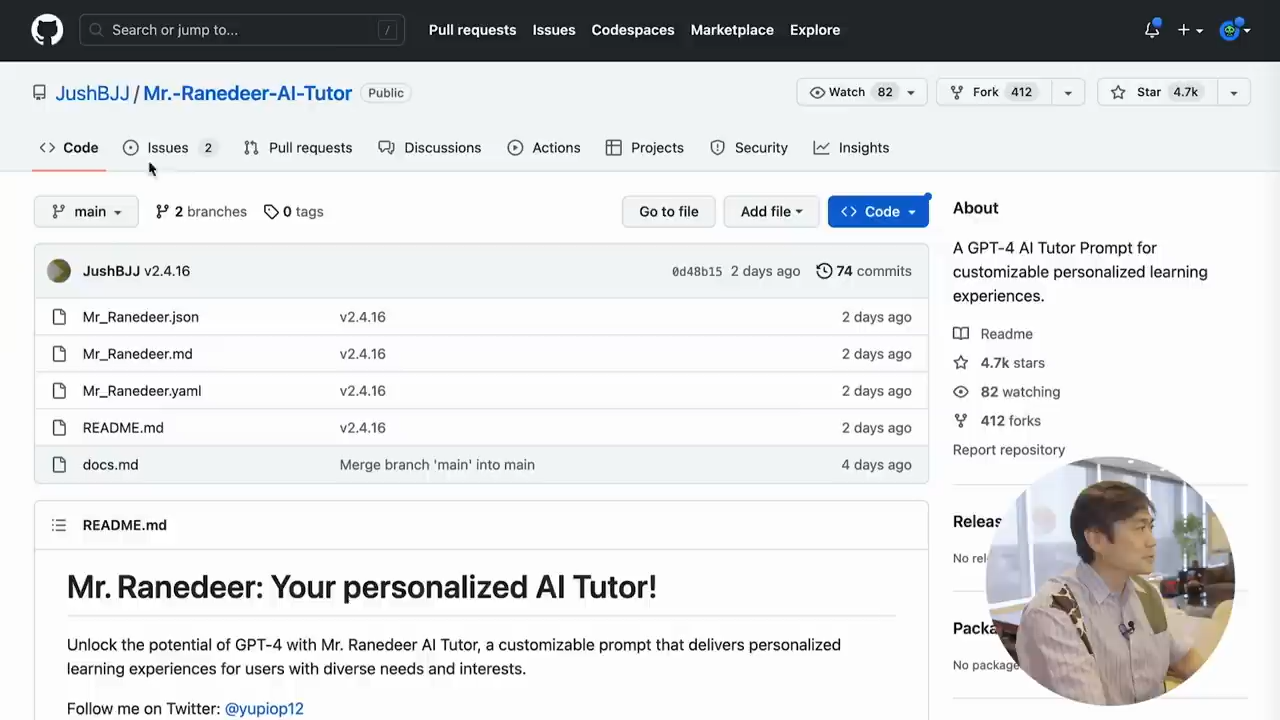 Search or jump to... / Pull requests Issues Codespaces Marketplace Explore
JushBJJ / Mr.-Ranedeer-AI-Tutor Public Watch 82 Fork 412 Star 4.7k
Code Issues 2 Pull requests Discussions Actions Projects Security Insights
main 2 branches 0 tags Go to file Add file Code
JushBJJ v2.4.16 0d48b15 2 days ago 74 commits
Mr_Ranedeer.json v2.4.16 2 days ago
Mr_Ranedeer.md v2.4.16 2 days ago
Mr_Ranedeer.yaml v2.4.16 2 days ago
README.md v2.4.16 2 days ago
docs.md Merge branch 'main' into main 4 days ago
README.md
Mr. Ranedeer: Your personalized AI Tutor!
Unlock the potential of GPT-4 with Mr. Ranedeer AI Tutor, a customizable prompt that delivers personalized
learning experiences for users with diverse needs and interests.
Follow me on Twitter: @yupiop12
About
A GPT-4 AI Tutor Prompt for
customizable personalized learning
experiences.
Readme
4.7k stars
82 watching
412 forks
Report repository
Releas
No rel
Packa
No package